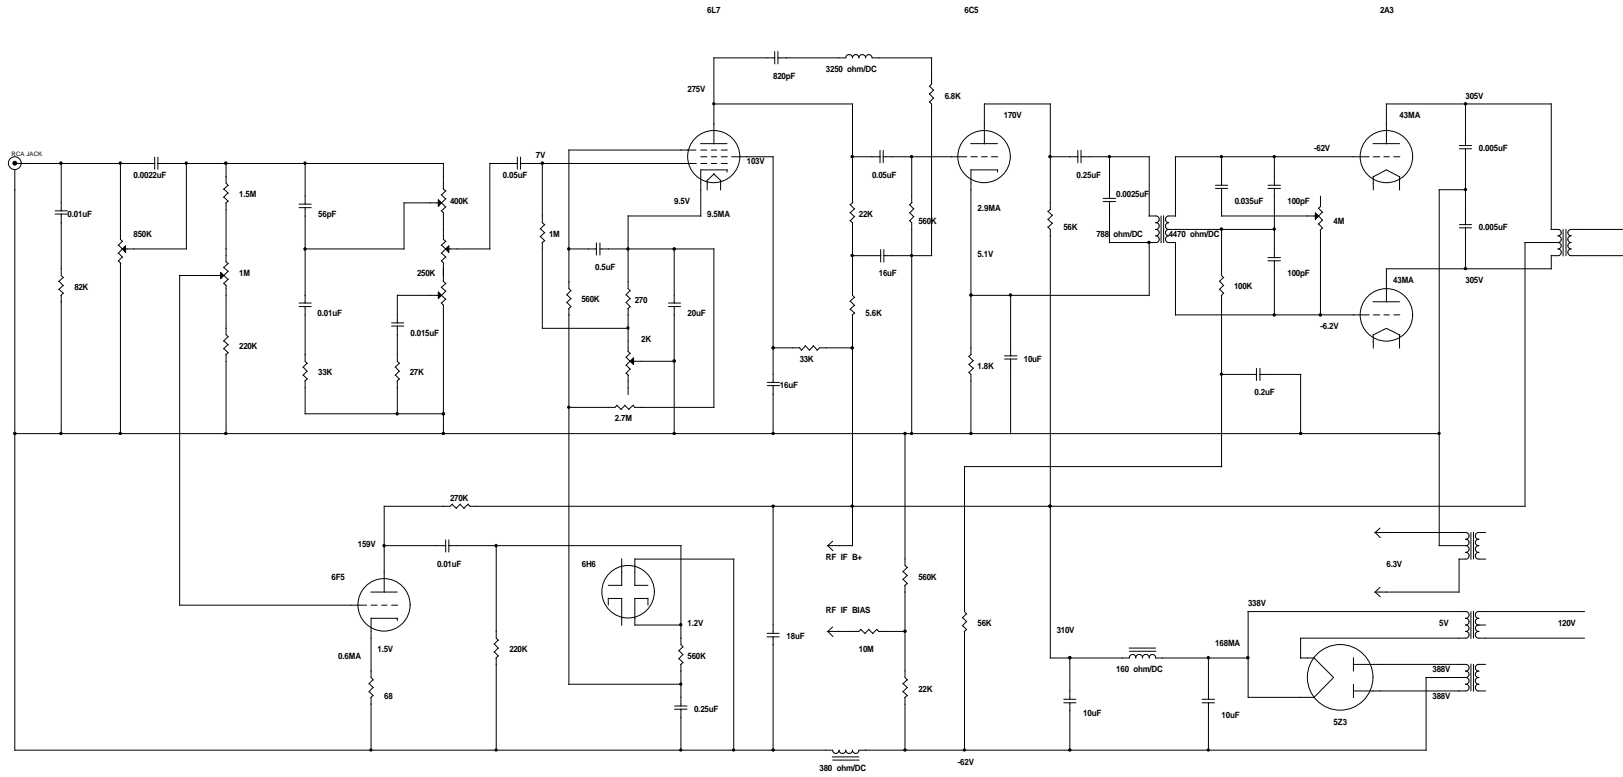 6L7
6C5
2A3
820pF
3250 ohm/DC
275V
6.8K
170V
305V
43MA
RCA JACK
0.0022uF
7V
0.05uF
103V
0.05uF
0.25uF
-62V
0.005uF
1.5M
9.5V
9.5MA
0.01uF
56pF
400K
0.0025uF
0.035uF
100pF
2.9MA
22K
560K
56K
4M
0.005uF
850K
1M
788 ohm/DC
4470 ohm/DC
5.1V
0.5uF
16uF
1M
250K
100pF
82K
100K
43MA
305V
560K
270
20uF
0.01uF
5.6K
0.015uF
2K
-6.2V
220K
33K
10uF
33K
27K
1.8K
16uF
0.2uF
2.7M
270K
159V
RF IF B+
0.01uF
6F5
6H6
6.3V
560K
338V
RF IF BIAS
1.2V
18uF
56K
310V
5V
120V
1.5V
0.6MA
220K
560K
10M
168MA
160 ohm/DC
388V
68
22K
388V
0.25uF
10uF
10uF
5Z3
-62V
380 ohm/DC